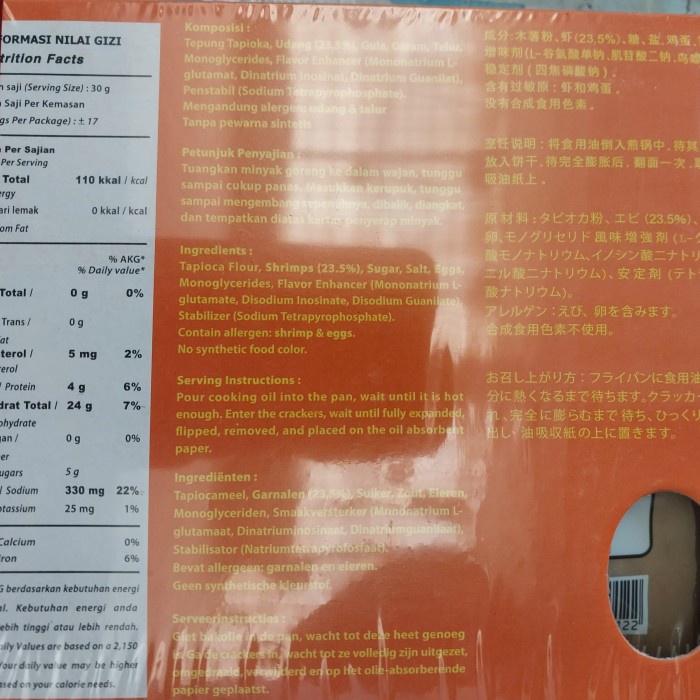 FORMASI NILAI GIZI
trition Facts
saji (Serving Size) : 30 g
Saji Per Kemasan
gs Per Package) : ± 17
Per Sajian
Per Serving
Total 110 kkal / kcal
ergy
ari lemak 0 kkal / kcal
om Fat
% AKG*
% Daily value*
Total / 0 g 0%
Trans / 0 g
at
terol / 5 mg 2%
erol
/ Protein 4 g 6%
drat Total / 24 g 7%
ohydrate
an / 0 g 0%
er
ugars 5 g
/ Sodium 330 mg 22%
otassium 25 mg 1%
Calcium 0%
ron 6%
G berdasarkan kebutuhan energi
al. Kebutuhan energi anda
ebih tinggi atau lebih rendah.
aily Values are based on a 2,150
Your daily value may be higher
ased on your calorie needs.
Komposisi :
Tepung Tapioka, Udang (23,5%), Gula, Garam, Telur,
Monoglycerides, Flavor Enhancer (Mononatrium L-
glutamat, Dinatrium Inosinat, Dinatrium Guanilat),
Penstabil (Sodium Tetrapyrophosphate).
Mengandung alergen: udang & telur
Tanpa pewarna sintetis
Petunjuk Penyajian :
Tuangkan minyak goreng ke dalam wajan, tunggu
sampai cukup panas. Masukkan kerupuk, tunggu
sampai mengembang sepenuhnya, dibalik, diangkat,
dan tempatkan diatas kertas penyerap minyak.
Ingredients :
Tapioca Flour, Shrimps (23.5%), Sugar, Salt, Eggs,
Monoglycerides, Flavor Enhancer (Mononatrium L-
glutamate, Disodium Inosinate, Disodium Guanilate),
Stabilizer (Sodium Tetrapyrophosphate).
Contain allergen: shrimp & eggs.
No synthetic food color.
Serving Instructions :
Pour cooking oil into the pan, wait until it is hot
enough. Enter the crackers, wait until fully expanded,
flipped, removed, and placed on the oil absorbent
paper.
Ingrediënten :
Tapiocameel, Garnalen (23,5%), Suiker, Zout, Eieren,
Monoglyceriden, Smaakversterker (Mononatrium L-
glutamaat, Dinatriuminosinaat, Dinatriumguanilaat),
Stabilisator (Natriumtetrapyrofosfaat).
Bevat allergeen: garnalen en eieren.
Geen synthetische kleurstof.
Serveerinstructies :
Giet bakolie in de pan, wacht tot deze heet genoeg
is. Ga de crackers in, wacht tot ze volledig zijn uitgezet,
omgedraaid, verwijderd en op het olie-absorberende
papier geplaatst.
成分:木薯粉、虾(23,5%)、糖、盐、鸡蛋、
增味剂(L-谷氨酸单钠、肌苷酸二钠、鸟嘌
稳定剂(四焦磷酸钠)。
含有过敏原:虾和鸡蛋。
没有合成食用色素。
烹饪说明:将食用油倒入煎锅中,待其
放入饼干,待完全膨胀后,翻面一次,
吸油纸上。
原材料:タピオカ粉、エビ (23.5%)、
卵、モノグリセリド 風味増強剤 (L-グ
酸モノナトリウム、イノシン酸ニナトリ
ニル酸ニナトリウム)、安定剤 (テト
酸ナトリウム)。
アレルゲン:えび、卵を含みます。
合成食用色素不使用。
お召し上がり方:フライパンに食用油
分に熱くなるまで待ちます。クラッカー
れ、完全に膨らむまで 待ち、ひっくり
出し、油吸収紙の上に置きます。
22